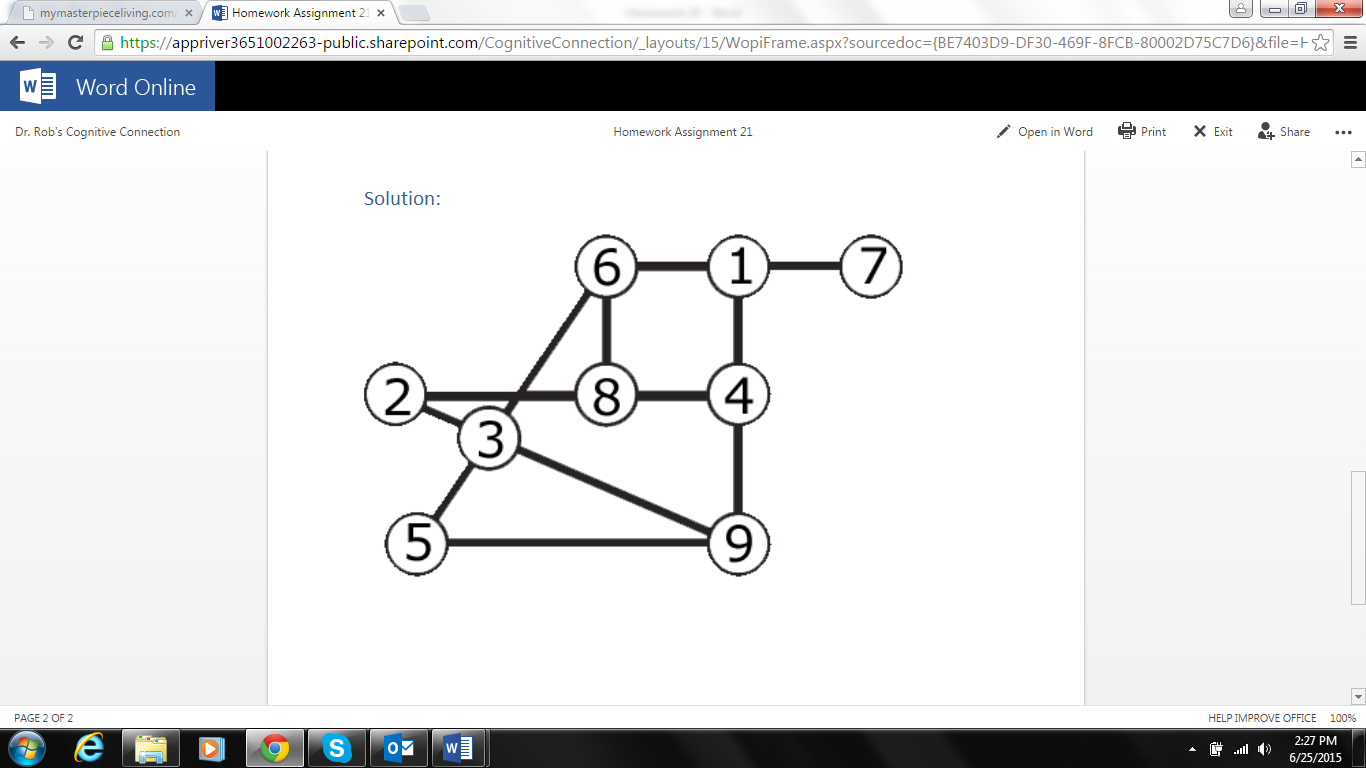 mymasterpieceliving.com/
Homework Assignment 21
https://appriver3651002263-public.sharepoint.com/CognitiveConnection/_layouts/15/WopiFrame.aspx?sourcedoc={BE7403D9-DF30-469F-8FCB-80002D75C7D6}&file=H
Word Online
Dr. Rob's Cognitive Connection Homework Assignment 21 Open in Word Print Exit Share
Solution:
6 1 7
2 8 4
3
5 9
PAGE 2 OF 2 HELP IMPROVE OFFICE 100%
2:27 PM
6/25/2015